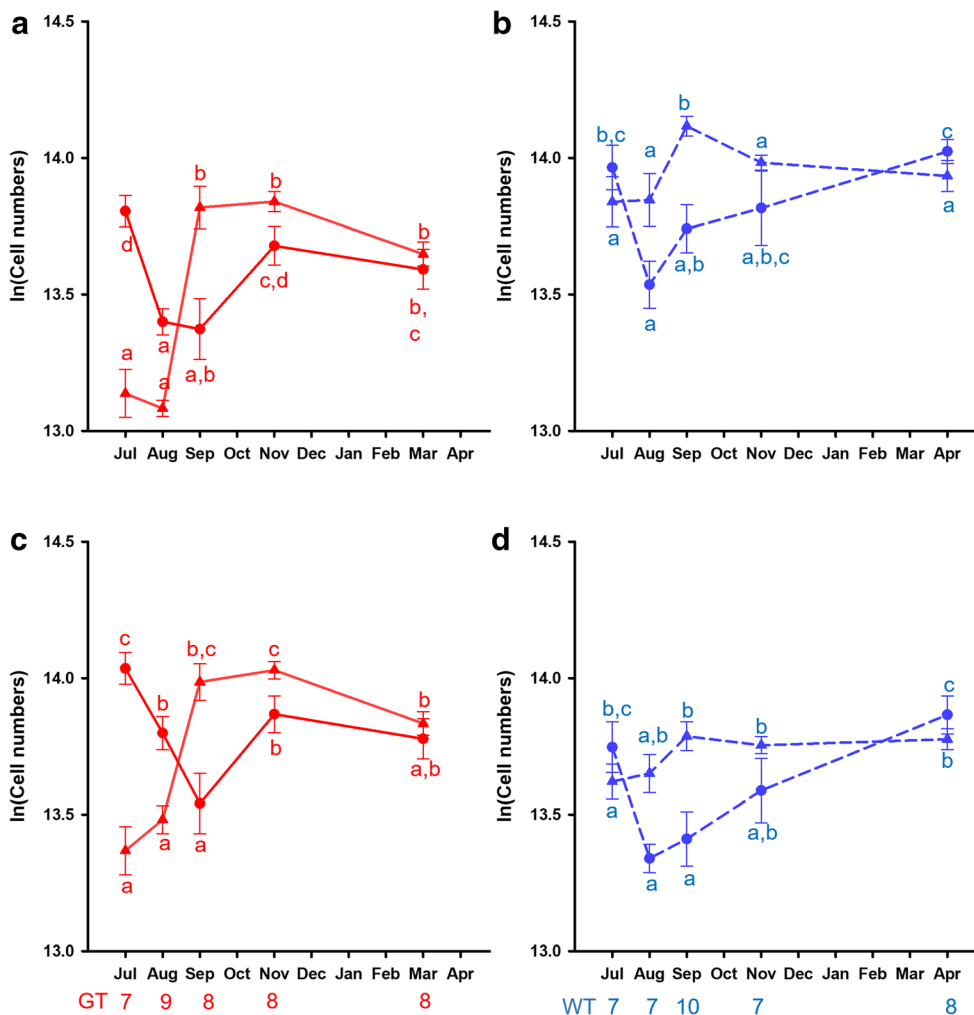 a
14.5
14.0
13.5
13.0
ln(Cell numbers)
d
a
a
a
b
a,b
b
c,d
b
b,
c
Jul Aug Sep Oct Nov Dec Jan Feb Mar Apr
b
14.5
14.0
13.5
13.0
ln(Cell numbers)
b,c
a
a
a
b
a,b
a
a,b,c
c
a
Jul Aug Sep Oct Nov Dec Jan Feb Mar Apr
c
14.5
14.0
13.5
13.0
ln(Cell numbers)
c
a
b
a
b,c
a
c
b
b
a,b
Jul Aug Sep Oct Nov Dec Jan Feb Mar Apr
GT 7 9 8 8 8
d
14.5
14.0
13.5
13.0
ln(Cell numbers)
b,c
a
a,b
a
b
a
b
a,b
c
b
Jul Aug Sep Oct Nov Dec Jan Feb Mar Apr
WT 7 7 10 7 8